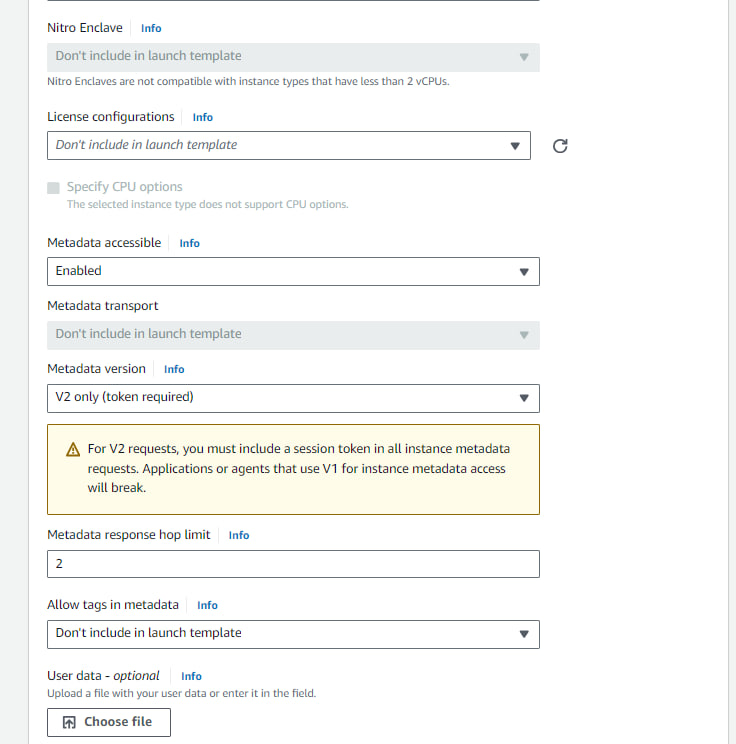 Nitro Enclave Info
Don't include in launch template
Nitro Enclaves are not compatible with instance types that have less than 2 vCPUs.
License configurations Info
Don't include in launch template
Specify CPU options
The selected instance type does not support CPU options.
Metadata accessible Info
Enabled
Metadata transport
Don't include in launch template
Metadata version Info
V2 only (token required)
For V2 requests, you must include a session token in all instance metadata
requests. Applications or agents that use V1 for instance metadata access
will break.
Metadata response hop limit Info
2
Allow tags in metadata Info
Don't include in launch template
User data - optional Info
Upload a file with your user data or enter it in the field.
Choose file